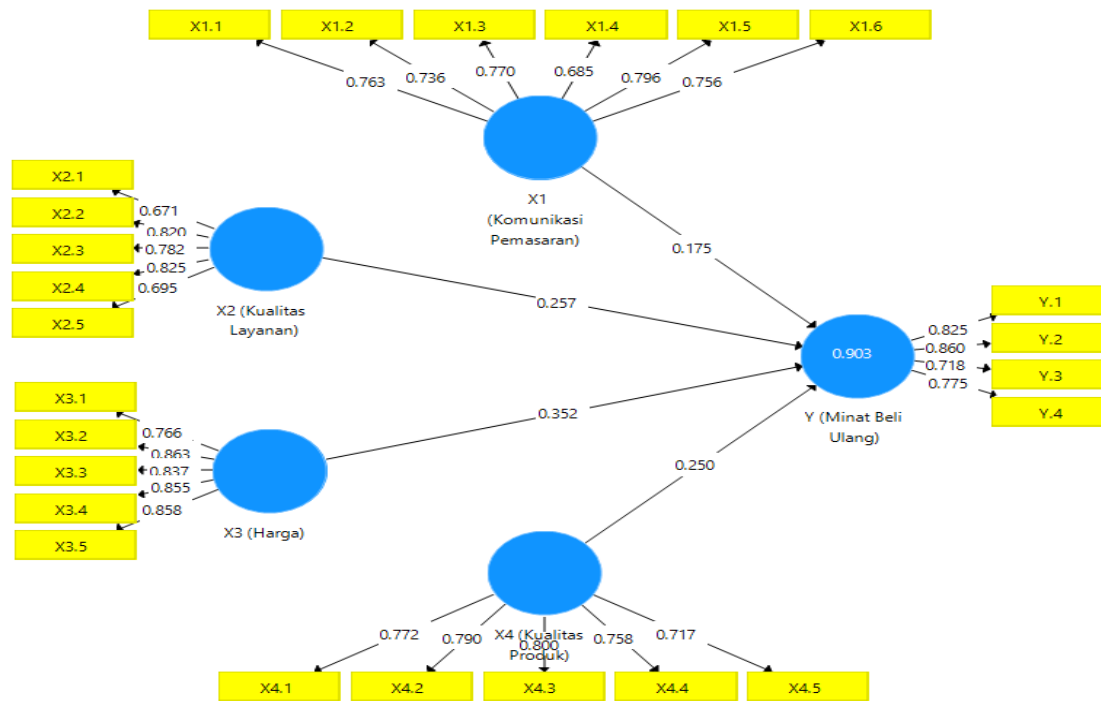 X1.1 X1.2 X1.3 X1.4 X1.5 X1.6
0.763 0.736 0.770 0.685 0.796 0.756
X1
(Komunikasi
Pemasaran)
0.175
X2.1
X2.2
X2.3
X2.4
X2.5
0.671
0.820
0.782
0.825
0.695
X2 (Kualitas
Layanan)
0.257
X3.1
X3.2
X3.3
X3.4
X3.5
0.766
0.863
0.837
0.855
0.858
X3 (Harga)
0.352
0.903
Y (Minat Beli
Ulang)
0.825
0.860
0.718
0.775
Y.1
Y.2
Y.3
Y.4
0.250
X4 (Kualitas
Produk)
0.772 0.790 0.800 0.758 0.717
X4.1 X4.2 X4.3 X4.4 X4.5